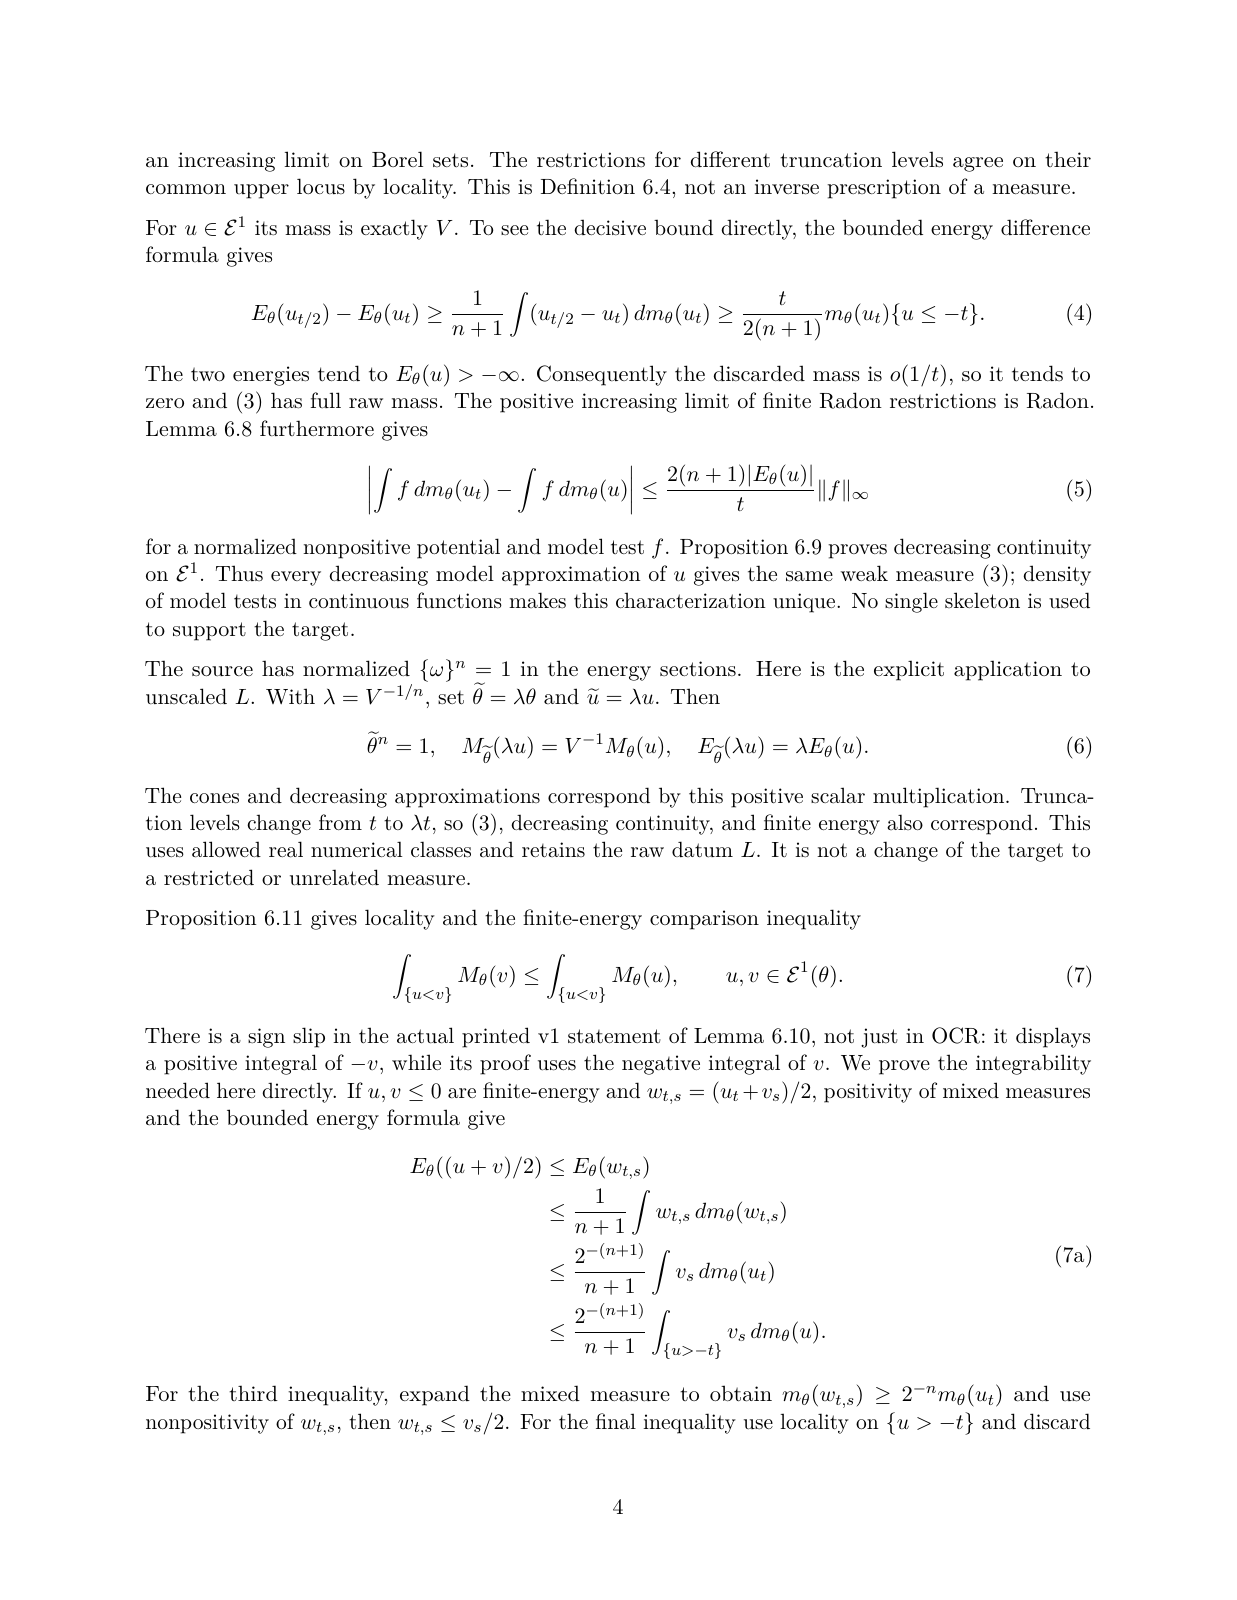 an increasing limit on Borel sets. The restrictions for different truncation levels agree on their
common upper locus by locality. This is Definition 6.4, not an inverse prescription of a measure.
For u ∈ ℰ¹ its mass is exactly V. To see the decisive bound directly, the bounded energy difference
formula gives
E_θ(u_{t/2}) − E_θ(u_t) ≥ \frac{1}{n+1} ∫ (u_{t/2} − u_t) dm_θ(u_t) ≥ \frac{t}{2(n+1)} m_θ(u_t){u ≤ −t}. (4)
The two energies tend to E_θ(u) > −∞. Consequently the discarded mass is o(1/t), so it tends to
zero and (3) has full raw mass. The positive increasing limit of finite Radon restrictions is Radon.
Lemma 6.8 furthermore gives
|∫ f dm_θ(u_t) − ∫ f dm_θ(u)| ≤ \frac{2(n+1)|E_θ(u)|}{t} ‖f‖_∞ (5)
for a normalized nonpositive potential and model test f. Proposition 6.9 proves decreasing continuity
on ℰ¹. Thus every decreasing model approximation of u gives the same weak measure (3); density
of model tests in continuous functions makes this characterization unique. No single skeleton is used
to support the target.
The source has normalized {ω}ⁿ = 1 in the energy sections. Here is the explicit application to
unscaled L. With λ = V^{−1/n}, set \widetilde{θ} = λθ and \widetilde{u} = λu. Then
\widetilde{θ}ⁿ = 1, M_{\widetilde{θ}}(λu) = V^{−1}M_θ(u), E_{\widetilde{θ}}(λu) = λE_θ(u). (6)
The cones and decreasing approximations correspond by this positive scalar multiplication. Trunca-
tion levels change from t to λt, so (3), decreasing continuity, and finite energy also correspond. This
uses allowed real numerical classes and retains the raw datum L. It is not a change of the target to
a restricted or unrelated measure.
Proposition 6.11 gives locality and the finite-energy comparison inequality
∫_{{u<v}} M_θ(v) ≤ ∫_{{u<v}} M_θ(u), u, v ∈ ℰ¹(θ). (7)
There is a sign slip in the actual printed v1 statement of Lemma 6.10, not just in OCR: it displays
a positive integral of −v, while its proof uses the negative integral of v. We prove the integrability
needed here directly. If u, v ≤ 0 are finite-energy and w_{t,s} = (u_t + v_s)/2, positivity of mixed measures
and the bounded energy formula give
E_θ((u + v)/2) ≤ E_θ(w_{t,s})
≤ \frac{1}{n+1} ∫ w_{t,s} dm_θ(w_{t,s})
≤ \frac{2^{−(n+1)}}{n+1} ∫ v_s dm_θ(u_t)
≤ \frac{2^{−(n+1)}}{n+1} ∫_{{u>−t}} v_s dm_θ(u). (7a)
For the third inequality, expand the mixed measure to obtain m_θ(w_{t,s}) ≥ 2^{−n}m_θ(u_t) and use
nonpositivity of w_{t,s}, then w_{t,s} ≤ v_s/2. For the final inequality use locality on {u > −t} and discard
4